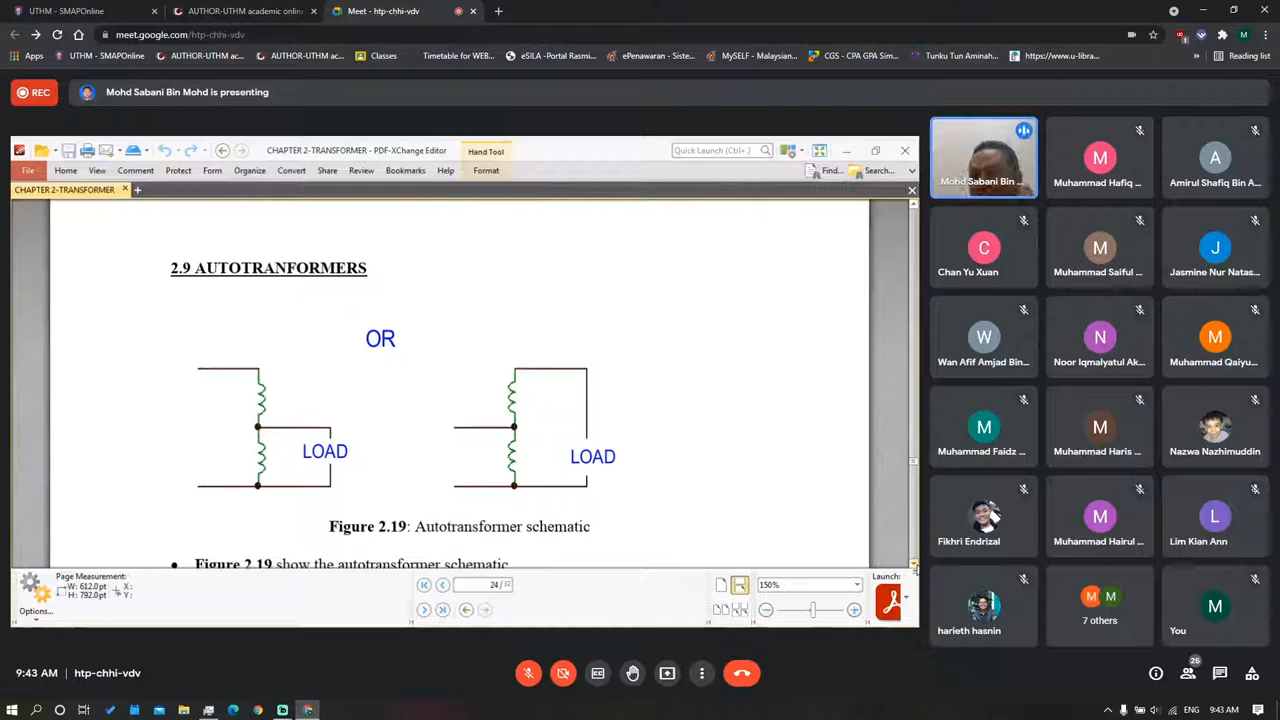 UTHM - SMAPOnline
AUTHOR-UTHM academic onlin
Meet - htp-chhi-vdv
meet.google.com/htp-chhi-vdv
Apps
UTHM - SMAPOnline
AUTHOR-UTHM ac...
AUTHOR-UTHM ac...
Classes
Timetable for WEB...
eSILA -Portal Rasmi...
ePenawaran - Siste...
MySELF - Malaysian...
CGS - CPA GPA Sim...
Tunku Tun Aminah...
https://www.u-libra...
»
Reading list
REC
Mohd Sabani Bin Mohd is presenting
CHAPTER 2-TRANSFORMER - PDF-XChange Editor
Hand Tool
Quick Launch (Ctrl+.)
File
Home
View
Comment
Protect
Form
Organize
Convert
Share
Review
Bookmarks
Help
Format
Find...
Search...
CHAPTER 2-TRANSFORMER
2.9 AUTOTRANFORMERS
OR
LOAD
LOAD
Figure 2.19: Autotransformer schematic
• Figure 2.19 show the autotransformer schematic
Options...
Page Measurement:
W: 612.0pt
H: 792.0pt
X:
Y:
24 / 32
150%
Launch:
Mohd Sabani Bin ...
Muhammad Hafiq ...
Amirul Shafiq Bin A...
Chan Yu Xuan
Muhammad Saiful ...
Jasmine Nur Natas...
Wan Afif Amjad Bin...
Noor Iqmalyatul Ak...
Muhammad Qaiyu...
Muhammad Faidz ...
Muhammad Haris ...
Nazwa Nazhimuddin
Fikhri Endrizal
Muhammad Hairul ...
Lim Kian Ann
harieth hasnin
7 others
You
M
A
C
M
J
W
N
M
M
M
M
L
M
M
M
9:43 AM
htp-chhi-vdv
25
ENG
9:43 AM